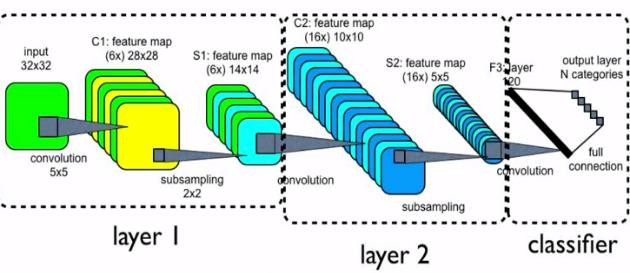 input
32x32
C1: feature map
(6x) 28x28
S1: feature map
(6x) 14x14
C2: feature map
(16x) 10x10
S2: feature map
(16x) 5x5
F3: layer
120
output layer
N categories
convolution
5x5
subsampling
2x2
convolution
subsampling
convolution
full
connection
layer 1
layer 2
classifier